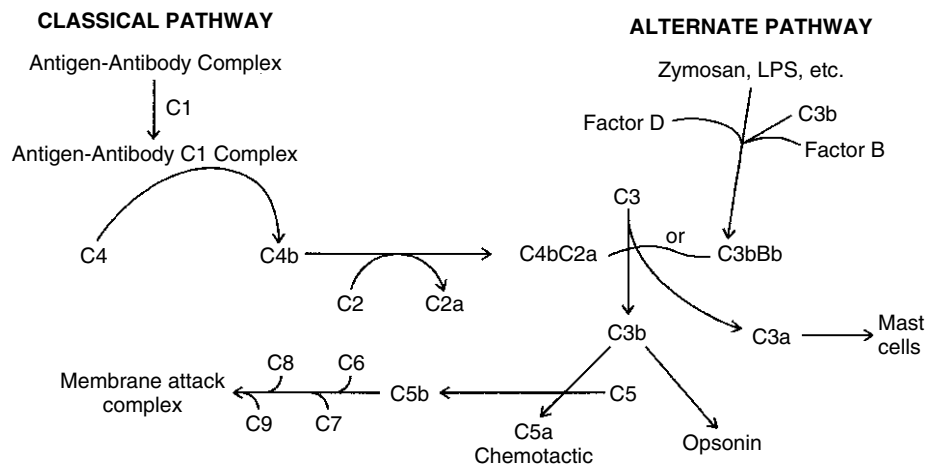 CLASSICAL PATHWAY
ALTERNATE PATHWAY
Antigen-Antibody Complex
Zymosan, LPS, etc.
C1
C3b
Factor D
Factor B
Antigen-Antibody C1 Complex
C3
or
C4
C4b
C4bC2a
C3bBb
C2
C2a
C3b
C3a
Mast
cells
C8
C6
Membrane attack
complex
C5b
C5
C9
C7
C5a
Chemotactic
Opsonin